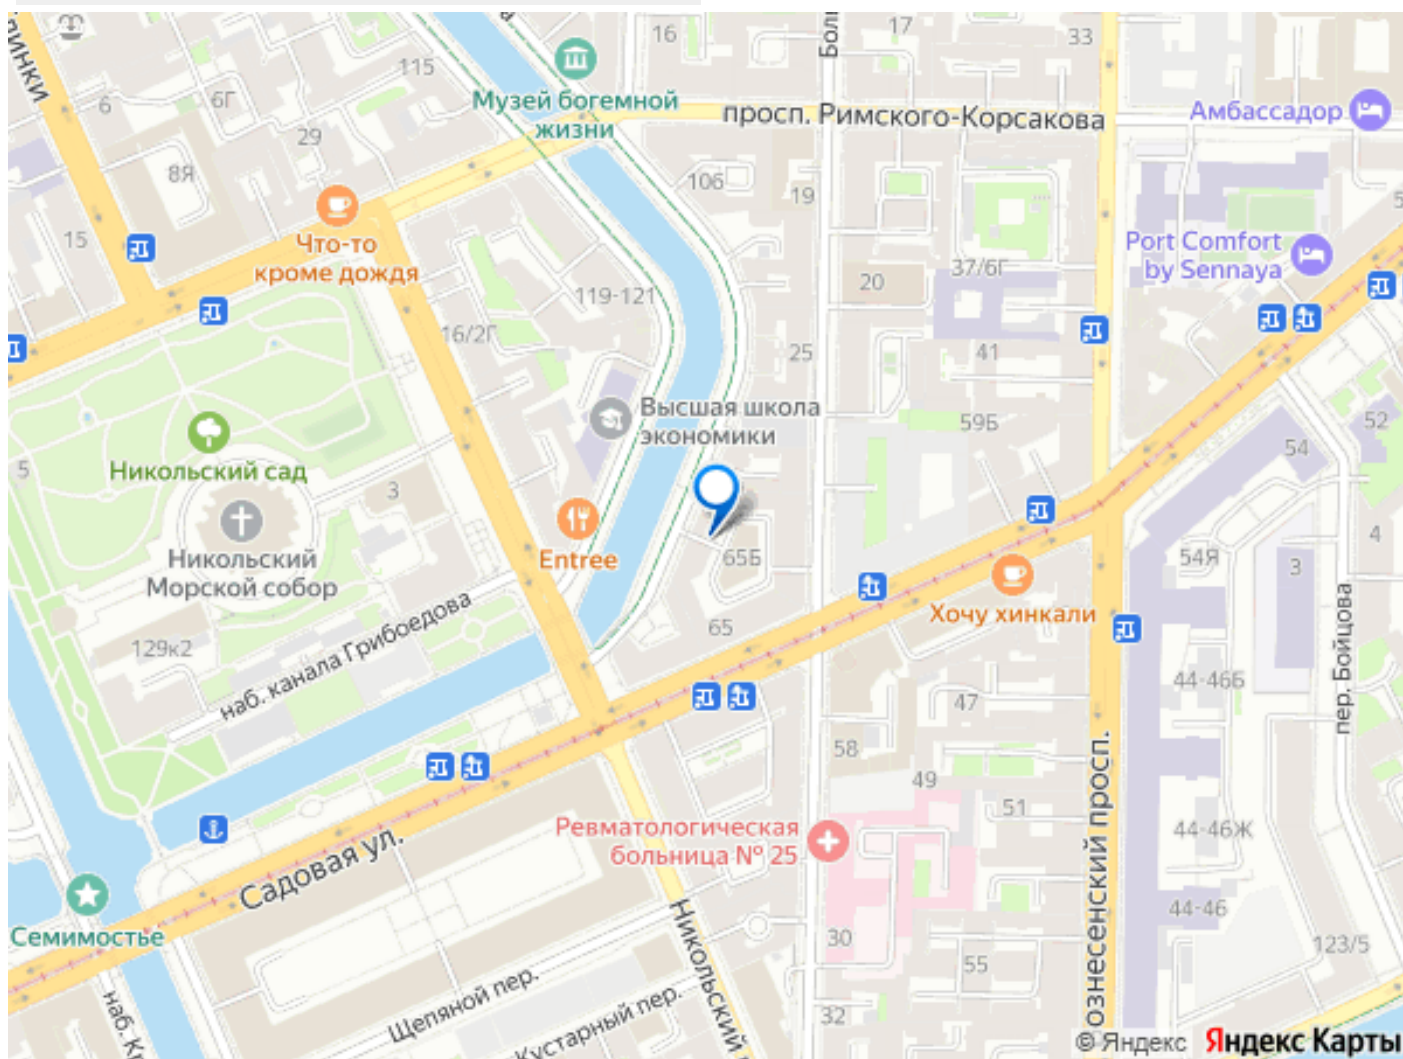 16
17
33
115
6
6Г
Музей богемной
жизни
просп. Римского-Корсакова
Амбассадор
29
8Я
106
19
15
Что-то
кроме дождя
Port Comfort
by Sennaya
119-121
20
37/6Г
16/2Г
25
41
Высшая школа
экономики
59Б
52
54
5
Никольский сад
3
Никольский
Морской собор
Entree
65Б
54Я
3
4
Хочу хинкали
129к2
наб. канала Грибоедова
65
пер. Бойцова
44-46Б
47
58
49
51
Ревматологическая
больница № 25
44-46Ж
Садовая ул.
Семимостье
44-46
30
123/5
55
Щепяной пер.
Кустарный пер.
Никольский
32
ознесенский просп.
© Яндекс Яндекс Карты